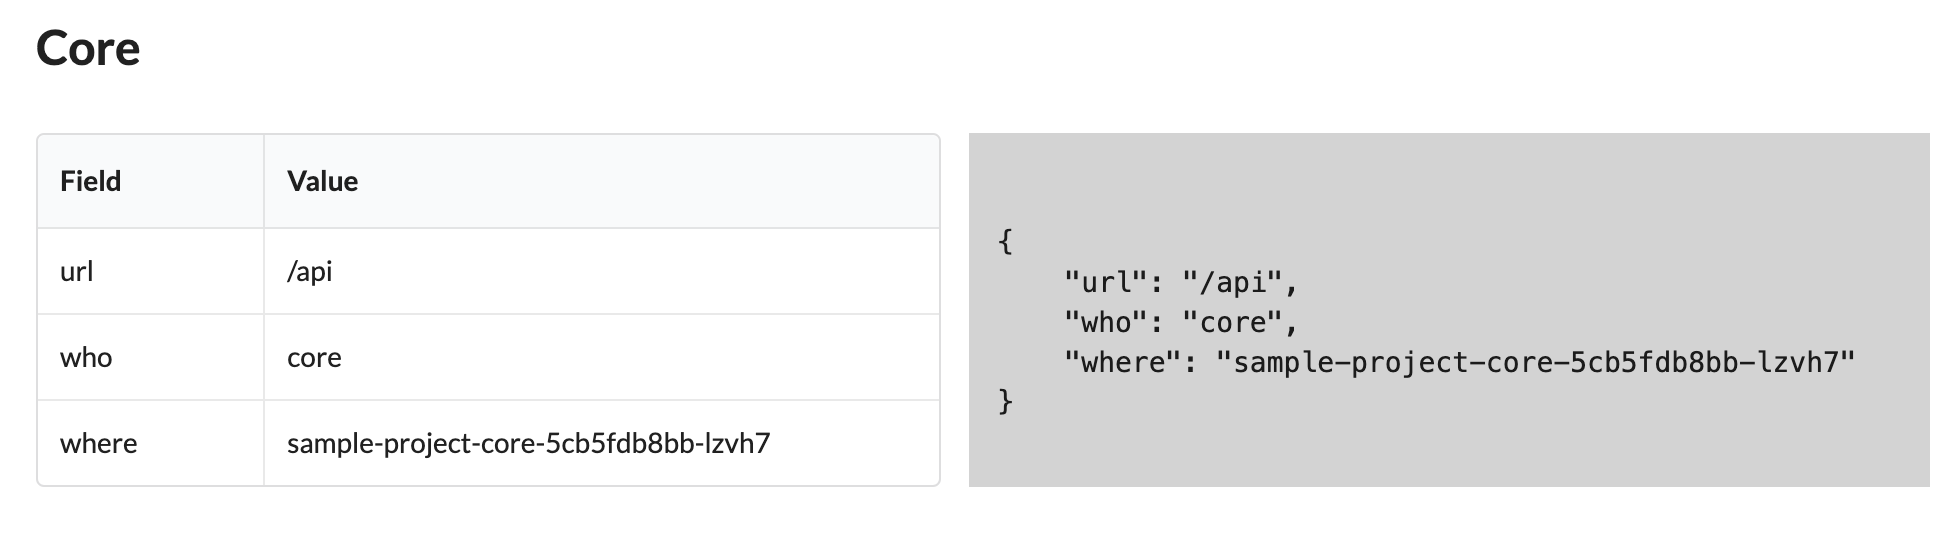 Core
Field Value
url /api
who core
where sample-project-core-5cb5fdb8bb-lzvh7
{
    "url": "/api",
    "who": "core",
    "where": "sample-project-core-5cb5fdb8bb-lzvh7"
}